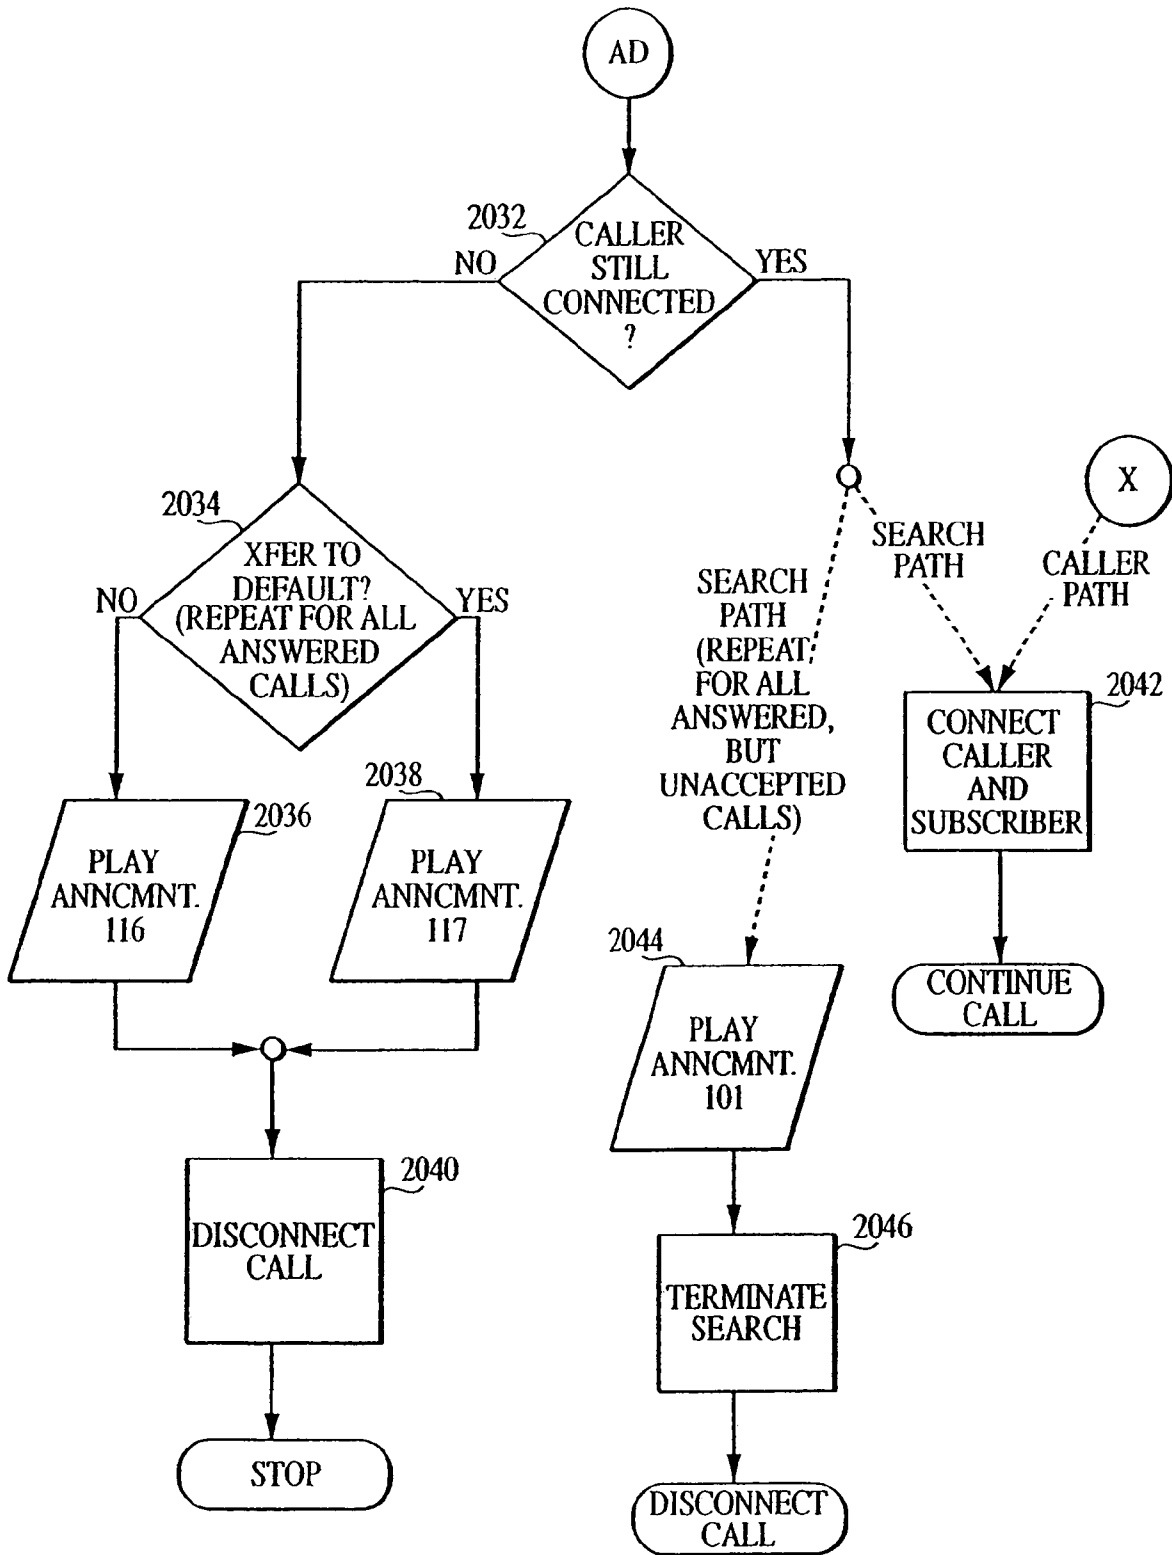 AD
2032
CALLER
STILL
CONNECTED
?
NO
YES
2034
XFER TO
DEFAULT?
(REPEAT FOR ALL
ANSWERED
CALLS)
NO
YES
X
SEARCH
PATH
CALLER
PATH
SEARCH
PATH
(REPEAT
FOR ALL
ANSWERED,
BUT
UNACCEPTED
CALLS)
2042
CONNECT
CALLER
AND
SUBSCRIBER
2036
PLAY
ANNCMNT.
116
2038
PLAY
ANNCMNT.
117
CONTINUE
CALL
2044
PLAY
ANNCMNT.
101
2040
DISCONNECT
CALL
2046
TERMINATE
SEARCH
STOP
DISCONNECT
CALL